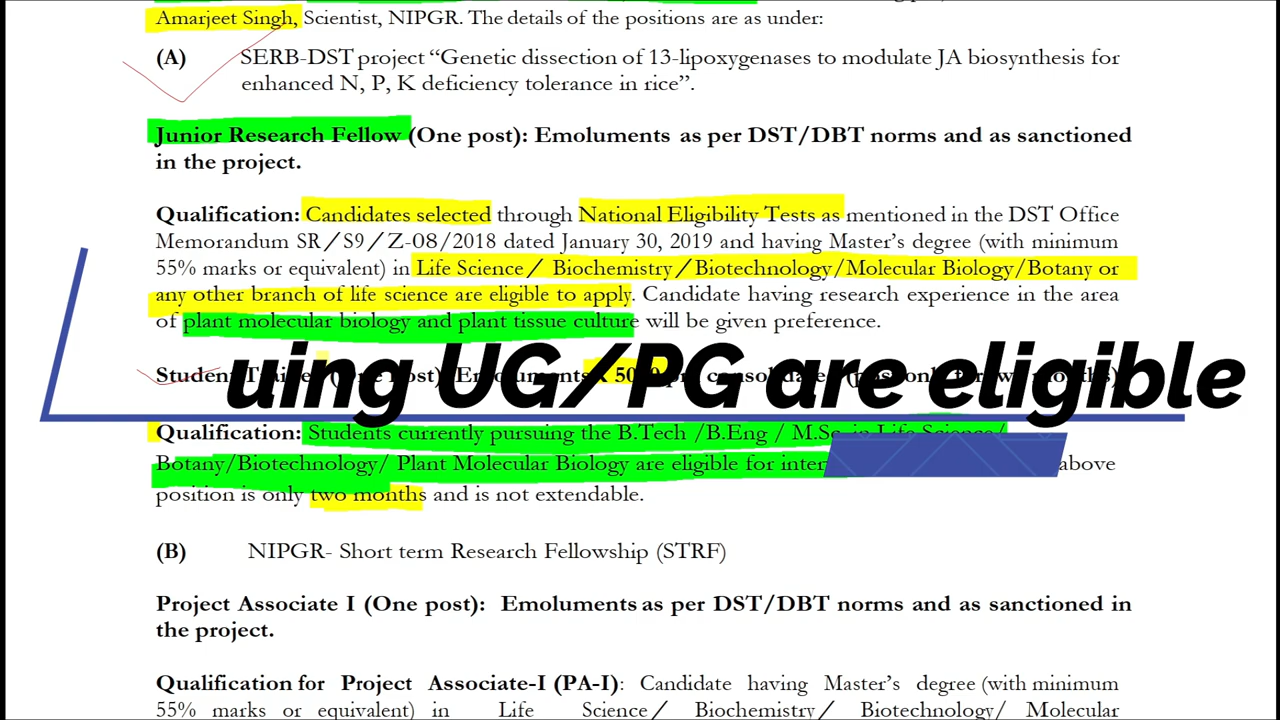 Amarjeet Singh, Scientist, NIPGR. The details of the positions are as under:
(A) SERB-DST project “Genetic dissection of 13-lipoxygenases to modulate JA biosynthesis for
enhanced N, P, K deficiency tolerance in rice”.
Junior Research Fellow (One post): Emoluments as per DST/DBT norms and as sanctioned
in the project.
Qualification: Candidates selected through National Eligibility Tests as mentioned in the DST Office
Memorandum SR/S9/Z-08/2018 dated January 30, 2019 and having Master’s degree (with minimum
55% marks or equivalent) in Life Science/ Biochemistry/Biotechnology/Molecular Biology/Botany or
any other branch of life science are eligible to apply. Candidate having research experience in the area
of plant molecular biology and plant tissue culture will be given preference.
Student (One Emoluments
uing UG/PG are eligible
Qualification: Students currently pursuing the B.Tech /B.Eng / M.Sc in Life Science/
Botany/Biotechnology/ Plant Molecular Biology are eligible for above
position is only two months and is not extendable.
(B) NIPGR- Short term Research Fellowship (STRF)
Project Associate I (One post): Emoluments as per DST/DBT norms and as sanctioned in
the project.
Qualification for Project Associate-I (PA-I): Candidate having Master’s degree (with minimum
55% marks or equivalent) in Life Science/ Biochemistry/ Biotechnology/ Molecular